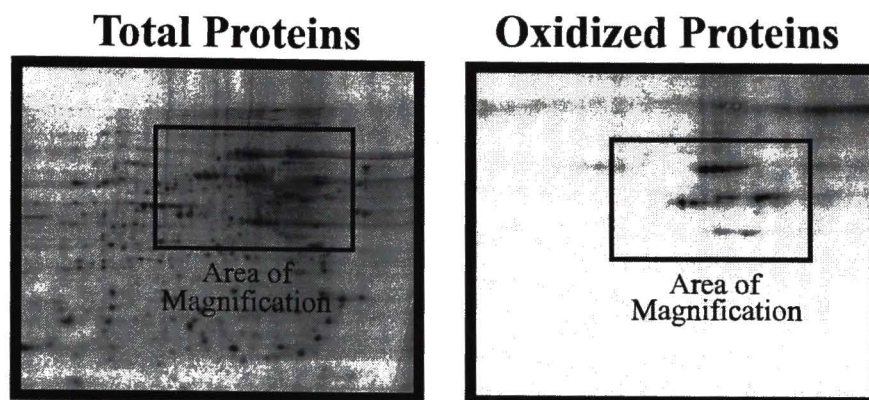 Total Proteins
Oxidized Proteins
Area of
Magnification
Area of
Magnification